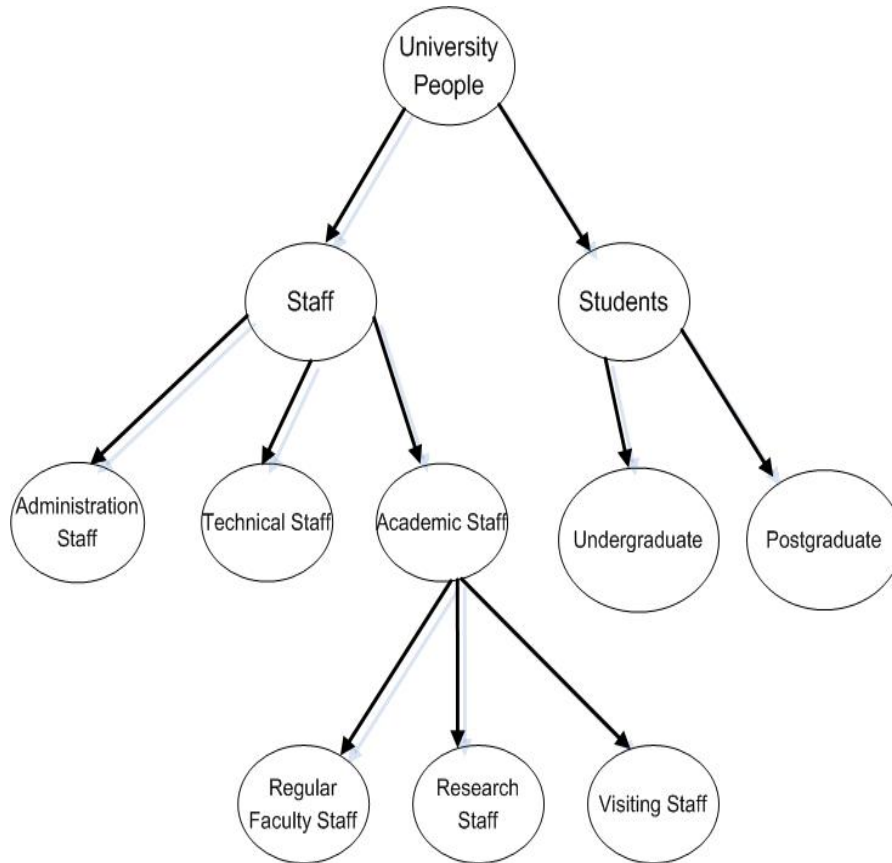 University
People
Staff
Students
Administration
Staff
Technical Staff
Academic Staff
Undergraduate
Postgraduate
Regular
Faculty Staff
Research
Staff
Visiting Staff